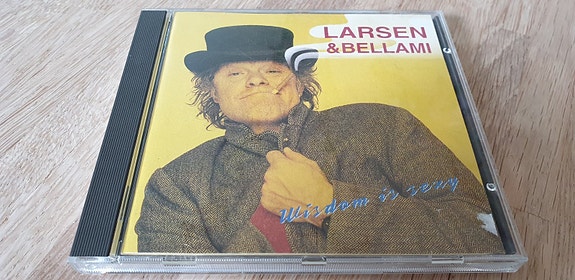 LARSEN
& BELLAMI
Wisdom is sexy